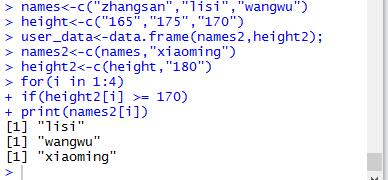 > names<-c("zhangsan","lisi","wangwu")
> height<-c("165","175","170")
> user_data<-data.frame(names2,height2);
> names2<-c(names,"xiaoming")
> height2<-c(height,"180")
> for(i in 1:4)
+ if(height2[i] >= 170)
+ print(names2[i])
[1] "lisi"
[1] "wangwu"
[1] "xiaoming"
>